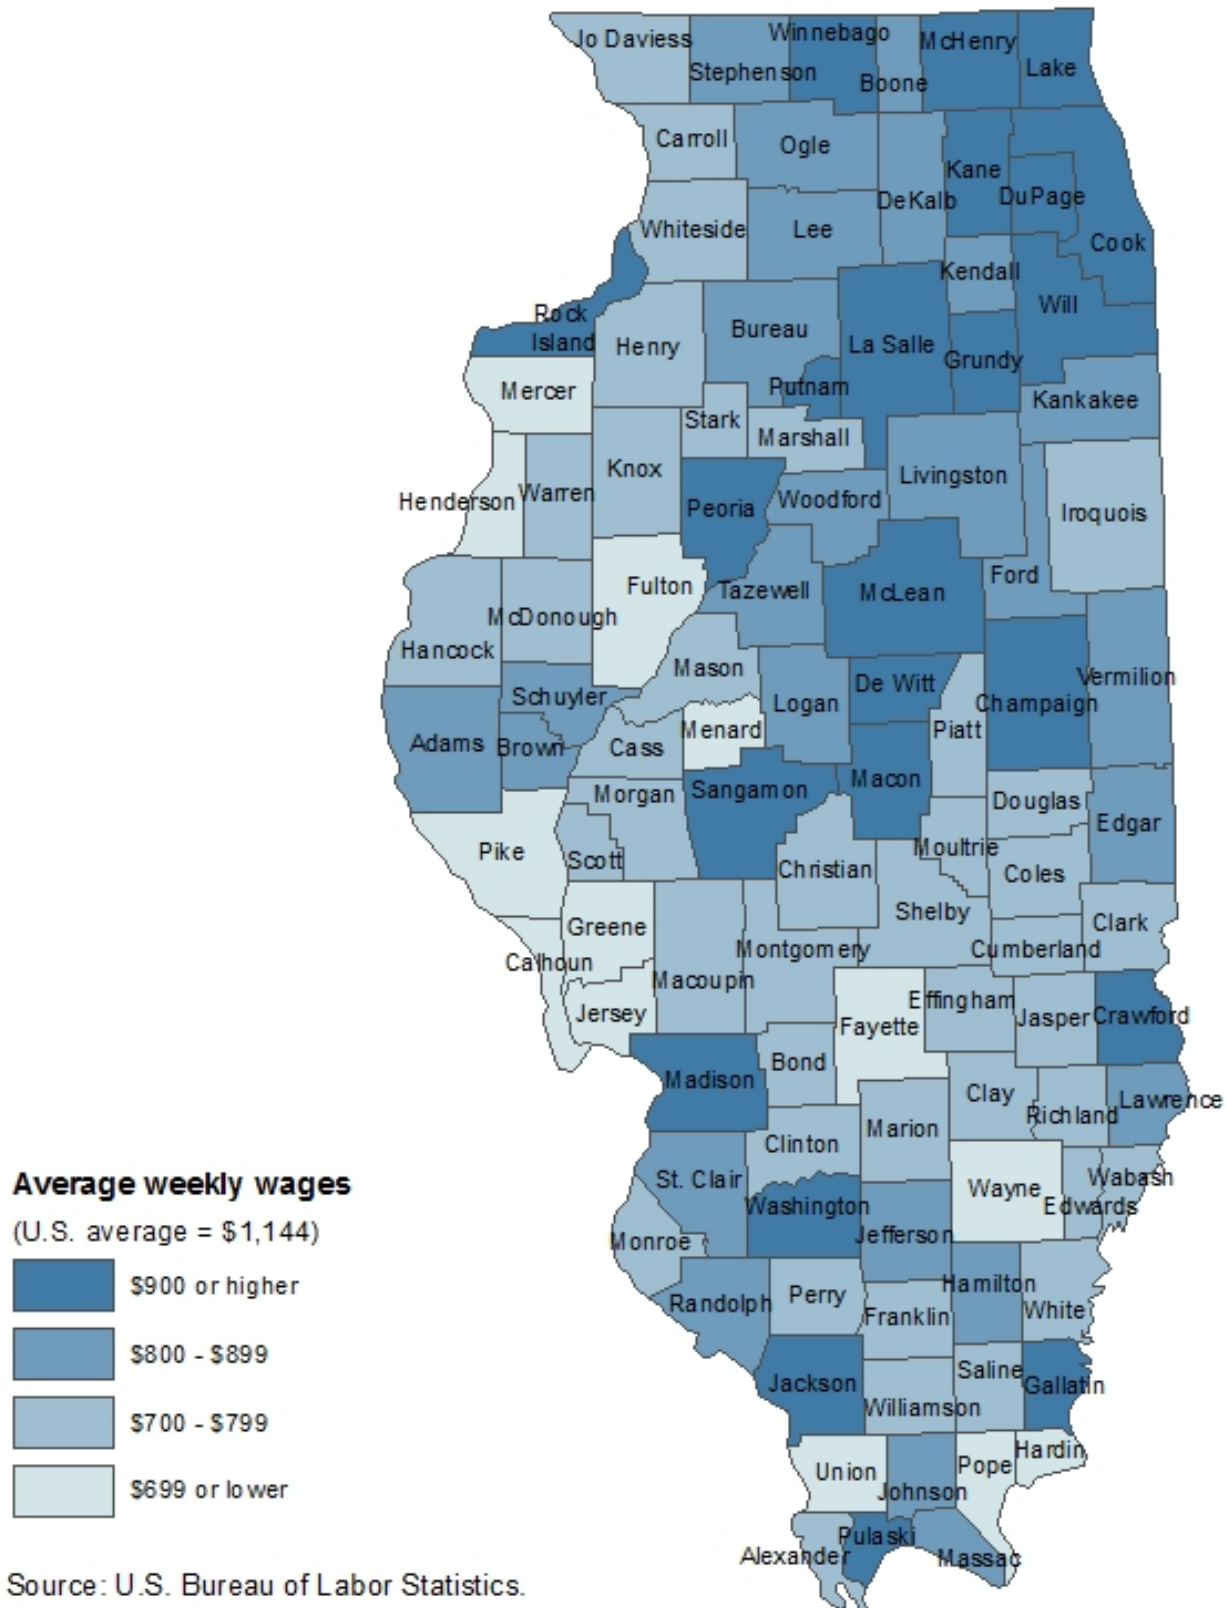 Jo Daviess
Stephenson
Winnebago
Boone
McHenry
Lake
Carroll
Ogle
DeKalb
Kane
DuPage
Cook
Whiteside
Lee
Kendall
Will
Rock
Island
Henry
Bureau
La Salle
Grundy
Putnam
Kankakee
Mercer
Stark
Marshall
Henderson
Warren
Knox
Peoria
Woodford
Livingston
Iroquois
Fulton
Tazewell
McLean
Ford
Hancock
McDonough
Mason
Logan
De Witt
Champaign
Vermilion
Schuyler
Adams
Brown
Cass
Menard
Piatt
Macon
Sangamon
Morgan
Douglas
Edgar
Pike
Scott
Christian
Moultrie
Coles
Shelby
Clark
Greene
Calhoun
Montgomery
Cumberland
Macoupin
Jersey
Fayette
Effingham
Jasper
Crawford
Madison
Bond
Clay
Richland
Lawrence
Clinton
Marion
St. Clair
Washington
Wayne
Edwards
Wabash
Monroe
Jefferson
Randolph
Perry
Hamilton
White
Franklin
Jackson
Williamson
Saline
Gallatin
Union
Johnson
Pope
Hardin
Alexander
Pulaski
Massac
Average weekly wages
(U.S. average = $1,144)
$900 or higher
$800 - $899
$700 - $799
$699 or lower
Source: U.S. Bureau of Labor Statistics.